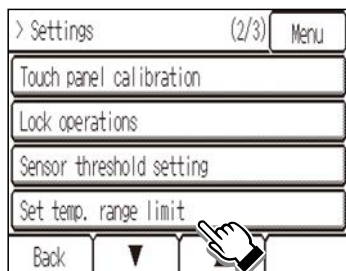 > Settings (2/3) Menu
Touch panel calibration
Lock operations
Sensor threshold setting
Set temp. range limit
Back ▼ ▲